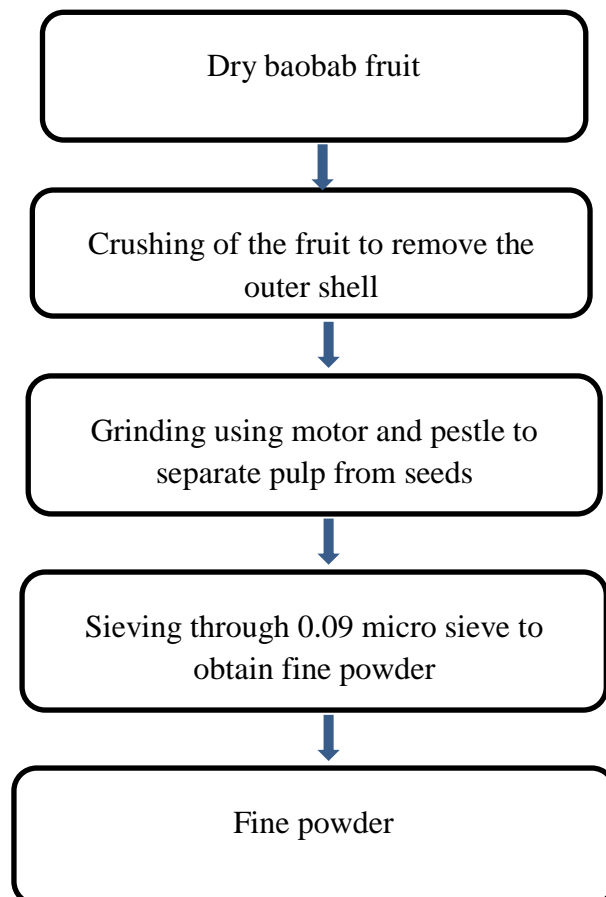 Dry baobab fruit
Crushing of the fruit to remove the
outer shell
Grinding using motor and pestle to
separate pulp from seeds
Sieving through 0.09 micro sieve to
obtain fine powder
Fine powder